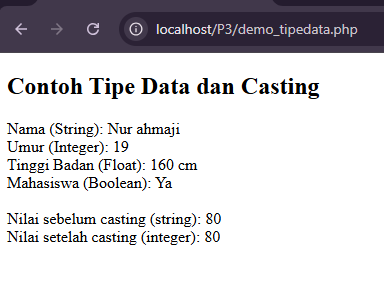 localhost/P3/demo_tipedata.php
Contoh Tipe Data dan Casting
Nama (String): Nur ahmaji
Umur (Integer): 19
Tinggi Badan (Float): 160 cm
Mahasiswa (Boolean): Ya
Nilai sebelum casting (string): 80
Nilai setelah casting (integer): 80